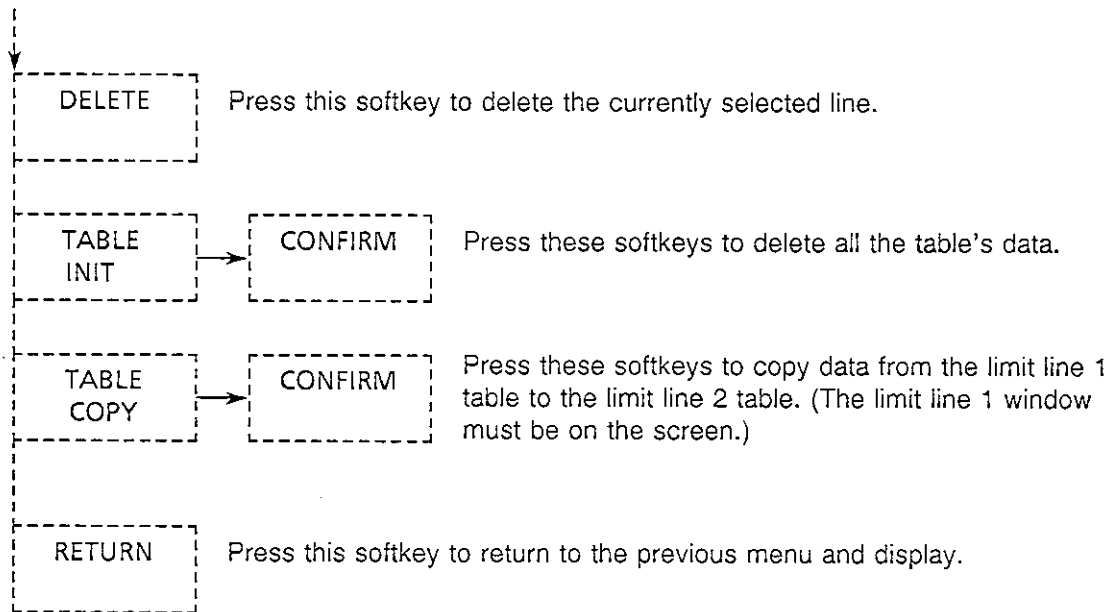 DELETE
Press this softkey to delete the currently selected line.
TABLE
INIT
CONFIRM
Press these softkeys to delete all the table's data.
TABLE
COPY
CONFIRM
Press these softkeys to copy data from the limit line 1
table to the limit line 2 table. (The limit line 1 window
must be on the screen.)
RETURN
Press this softkey to return to the previous menu and display.